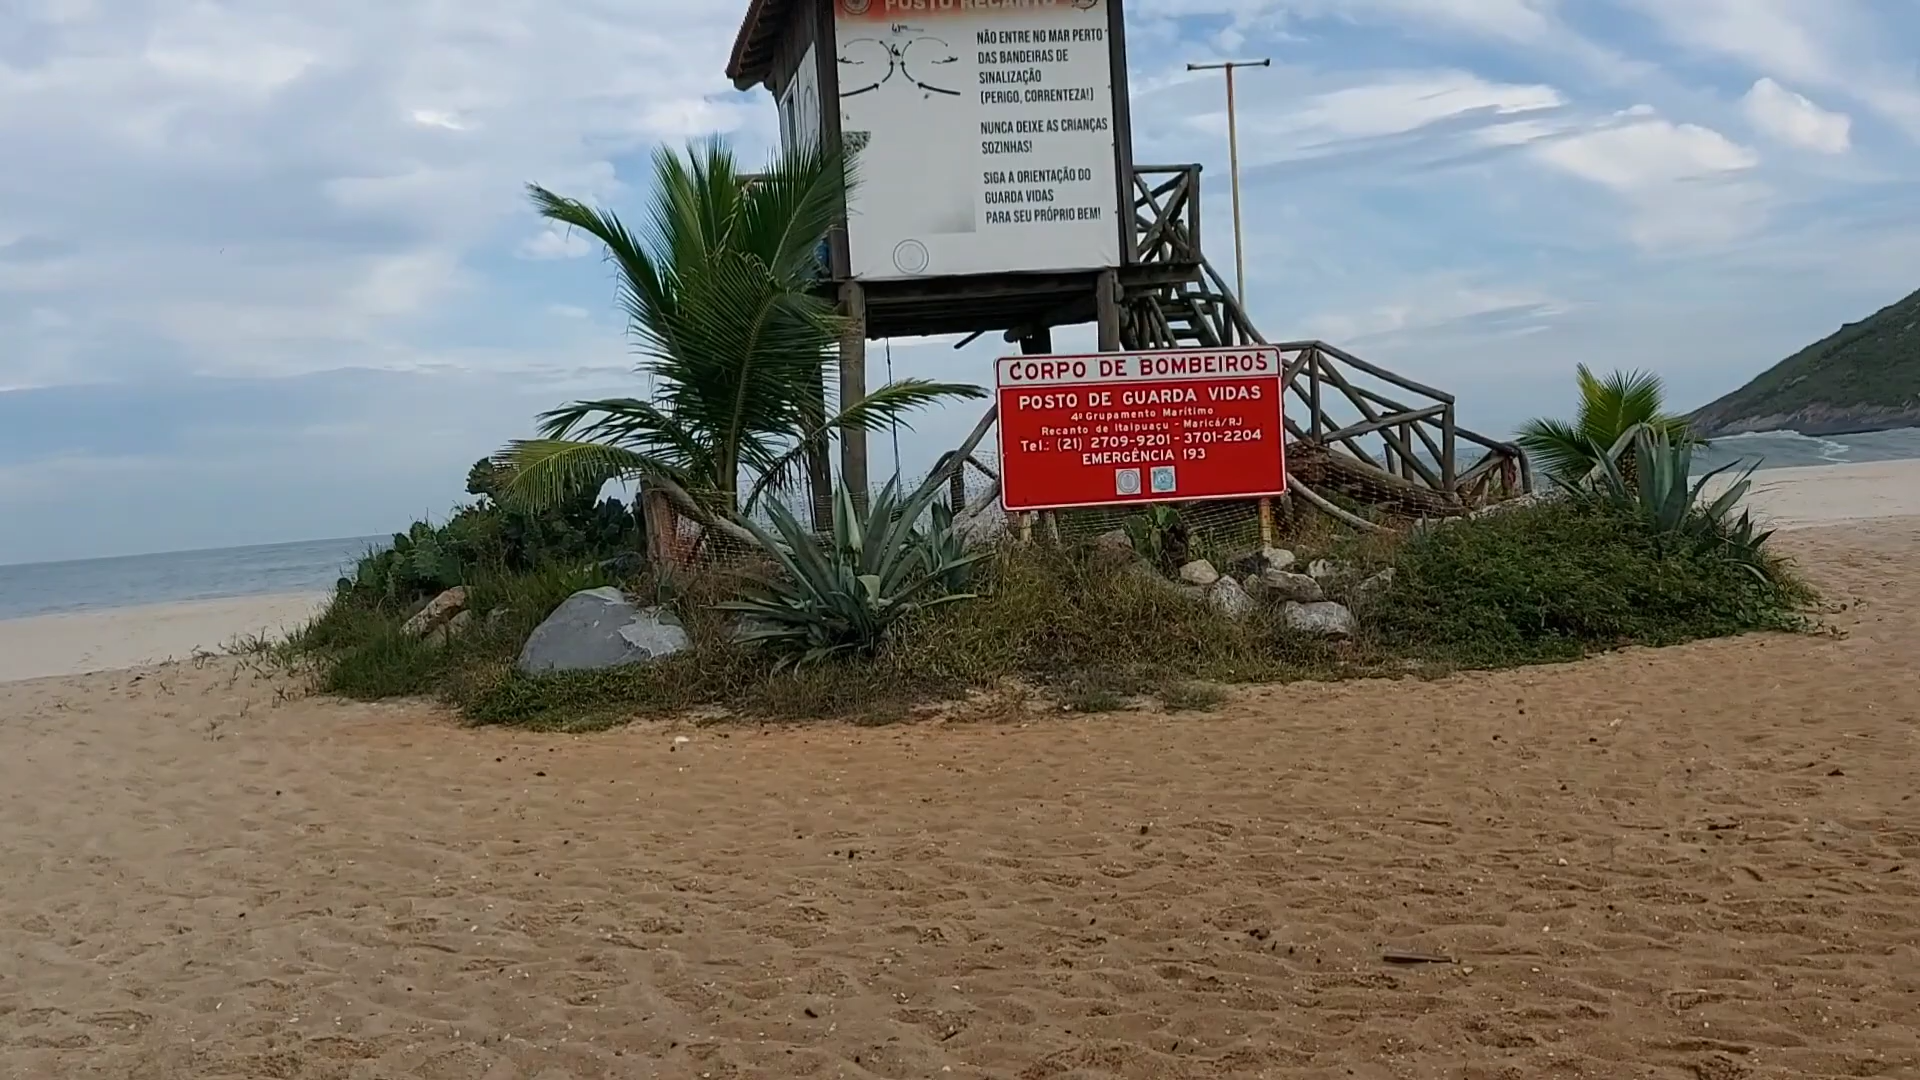 POSTO RECANTO
NÃO ENTRE NO MAR PERTO
DAS BANDEIRAS DE
SINALIZAÇÃO
(PERIGO, CORRENTEZA!)
NUNCA DEIXE AS CRIANÇAS
SOZINHAS!
SIGA A ORIENTAÇÃO DO
GUARDA VIDAS
PARA SEU PRÓPRIO BEM!
CORPO DE BOMBEIROS
POSTO DE GUARDA VIDAS
4º Grupamento Marítimo
Recanto de Itaipuaçu - Maricá/RJ
Tel.: (21) 2709-9201 - 3701-2204
EMERGÊNCIA 193